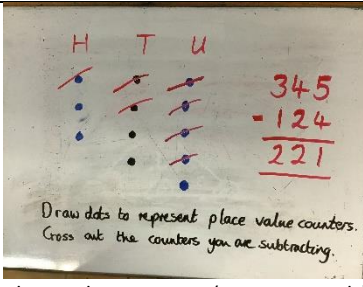 H T U
345
- 124
221
Draw dots to represent place value counters.
Cross out the counters you are subtracting.